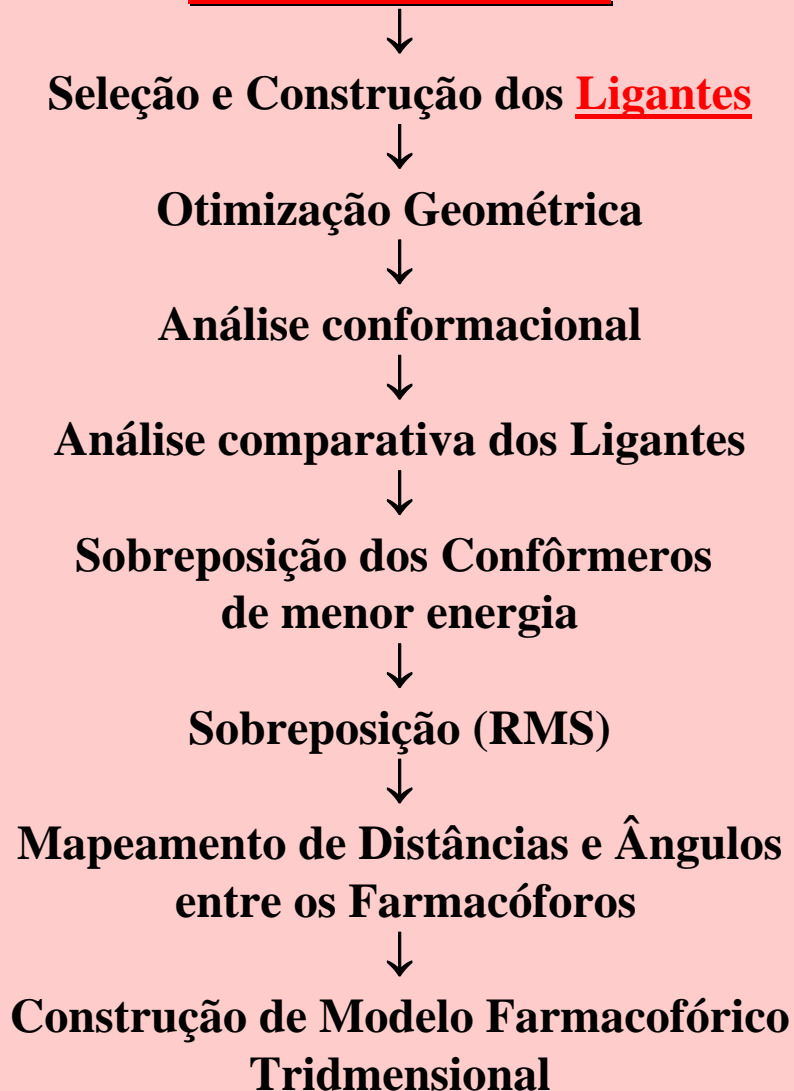 ↓
Seleção e Construção dos Ligantes
↓
Otimização Geométrica
↓
Análise conformacional
↓
Análise comparativa dos Ligantes
↓
Sobreposição dos Confôrmeros
de menor energia
↓
Sobreposição (RMS)
↓
Mapeamento de Distâncias e Ângulos
entre os Farmacóforos
↓
Construção de Modelo Farmacofórico
Tridmensional